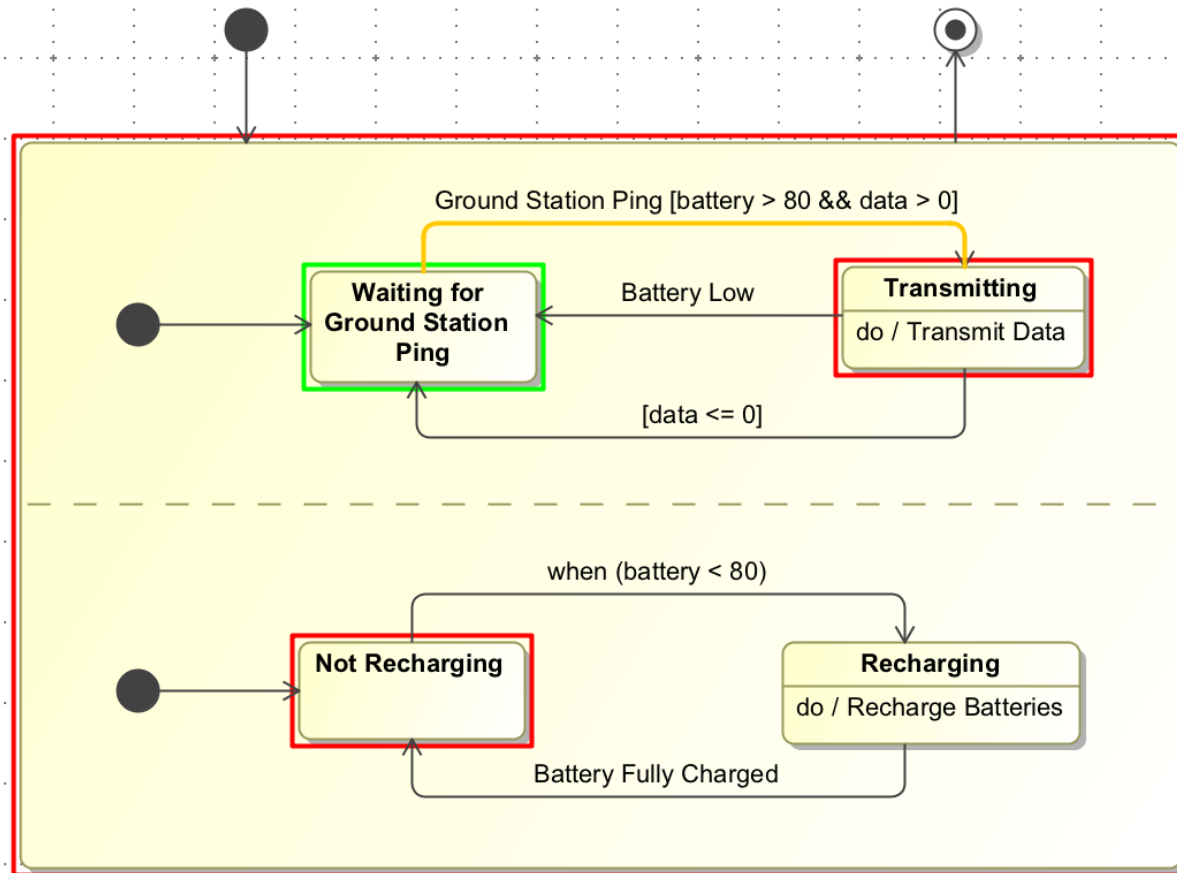 Ground Station Ping [battery > 80 && data > 0]
Waiting for
Ground Station
Ping
Battery Low
Transmitting
do / Transmit Data
[data <= 0]
when (battery < 80)
Not Recharging
Recharging
do / Recharge Batteries
Battery Fully Charged